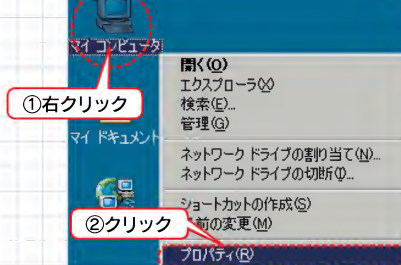 マイ コンピュータ
①右クリック
開く(O)
エクスプローラ(X)
検索(E)...
管理(G)
マイ ドキュメント
ネットワーク ドライブの割り当て(N)...
ネットワーク ドライブの切断(I)...
ショートカットの作成(S)
②クリック
前の変更(M)
プロパティ(R)